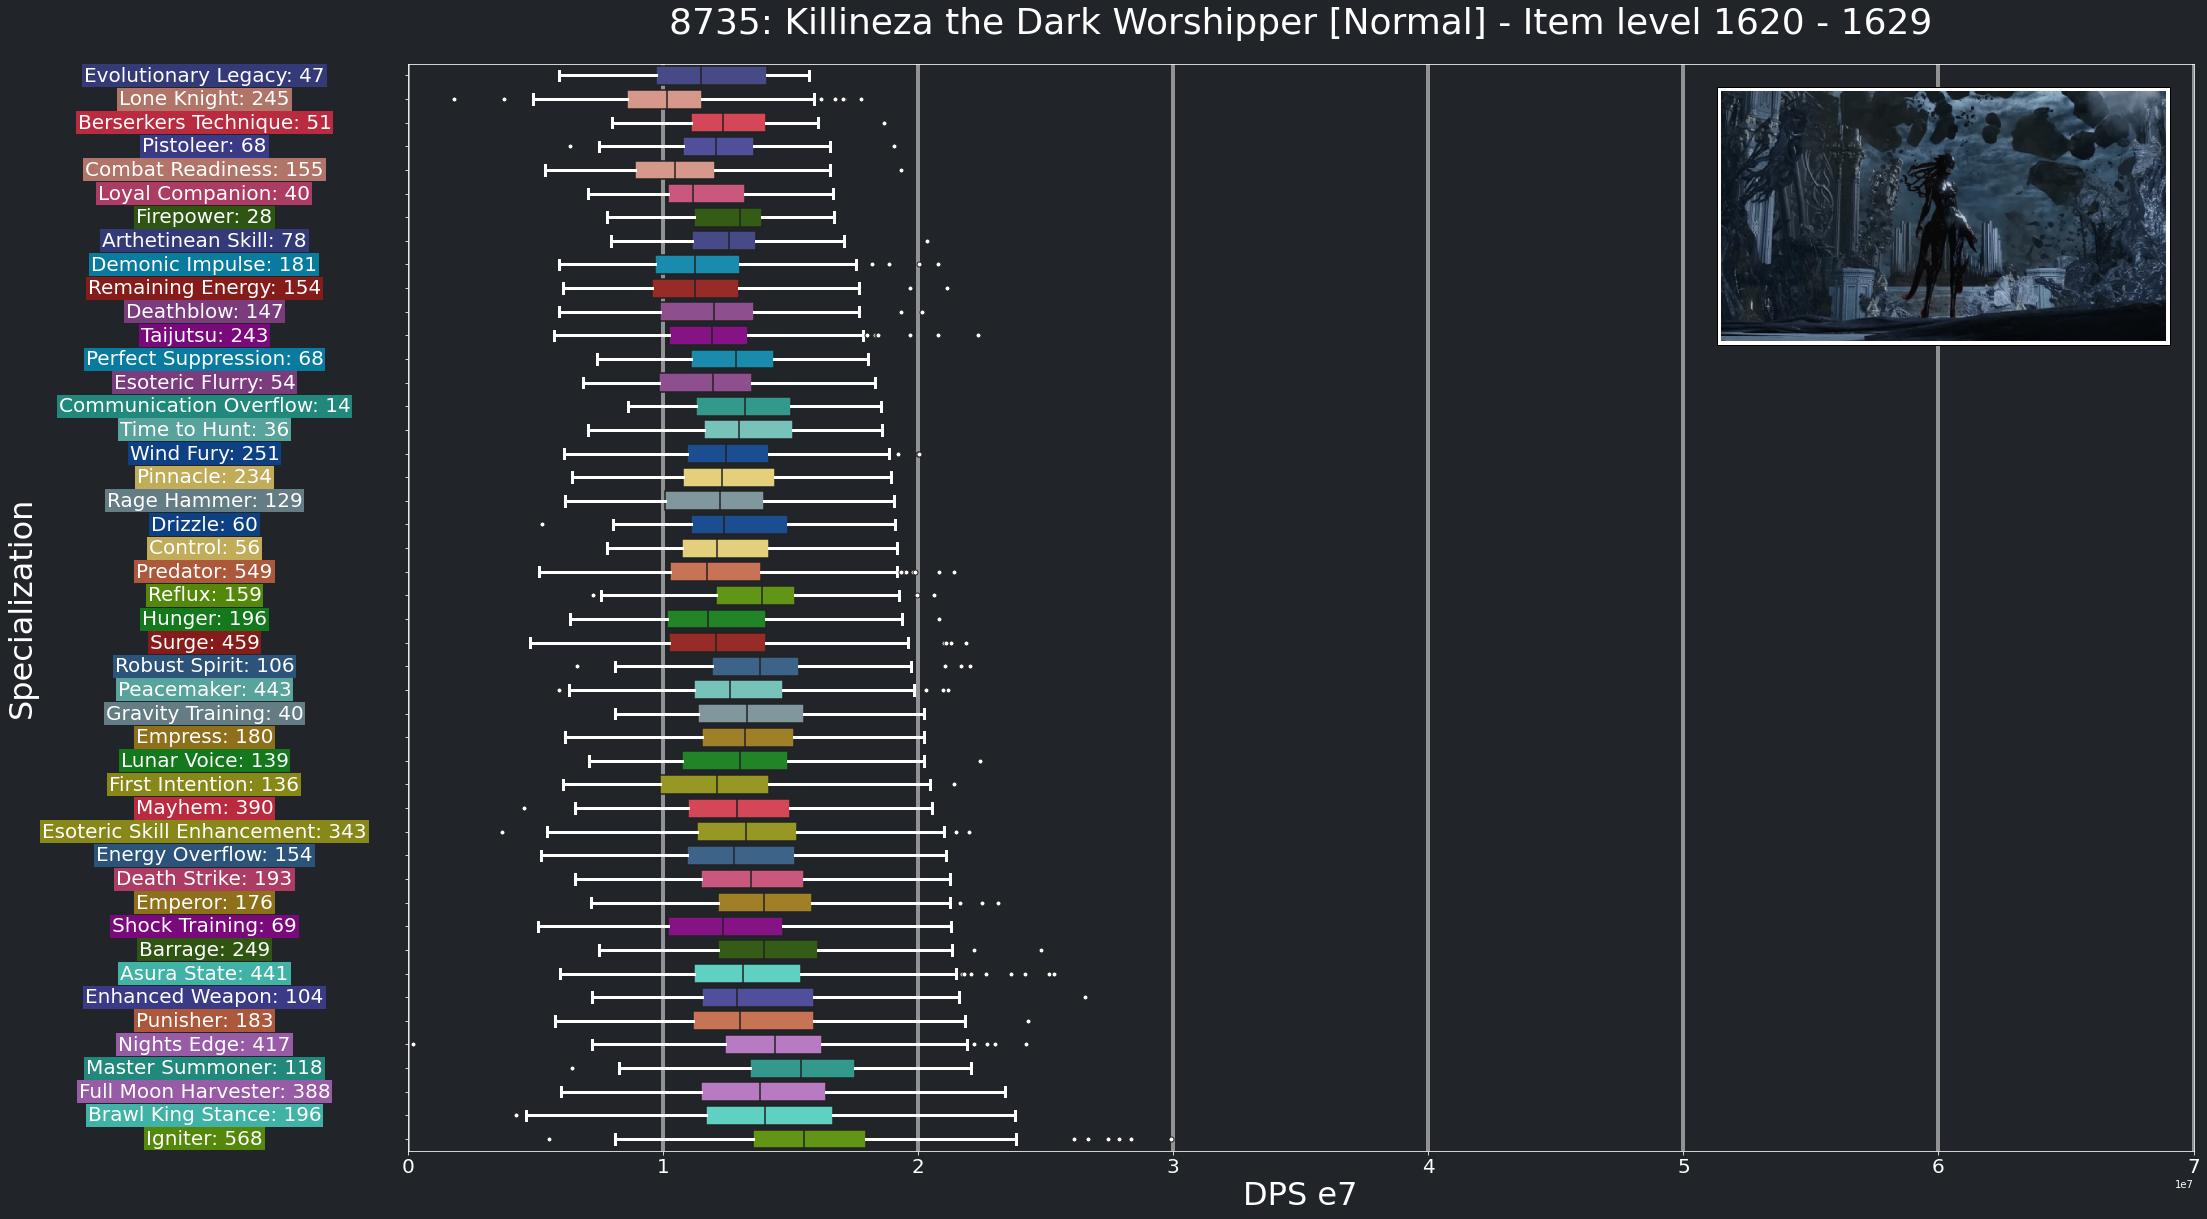 8735: Killineza the Dark Worshipper [Normal] - Item level 1620 - 1629
Specialization
Evolutionary Legacy: 47
Lone Knight: 245
Berserkers Technique: 51
Pistoleer: 68
Combat Readiness: 155
Loyal Companion: 40
Firepower: 28
Arthetinean Skill: 78
Demonic Impulse: 181
Remaining Energy: 154
Deathblow: 147
Taijutsu: 243
Perfect Suppression: 68
Esoteric Flurry: 54
Communication Overflow: 14
Time to Hunt: 36
Wind Fury: 251
Pinnacle: 234
Rage Hammer: 129
Drizzle: 60
Control: 56
Predator: 549
Reflux: 159
Hunger: 196
Surge: 459
Robust Spirit: 106
Peacemaker: 443
Gravity Training: 40
Empress: 180
Lunar Voice: 139
First Intention: 136
Mayhem: 390
Esoteric Skill Enhancement: 343
Energy Overflow: 154
Death Strike: 193
Emperor: 176
Shock Training: 69
Barrage: 249
Asura State: 441
Enhanced Weapon: 104
Punisher: 183
Nights Edge: 417
Master Summoner: 118
Full Moon Harvester: 388
Brawl King Stance: 196
Igniter: 568
0 1 2 3 4 5 6 7
DPS e7
1e7